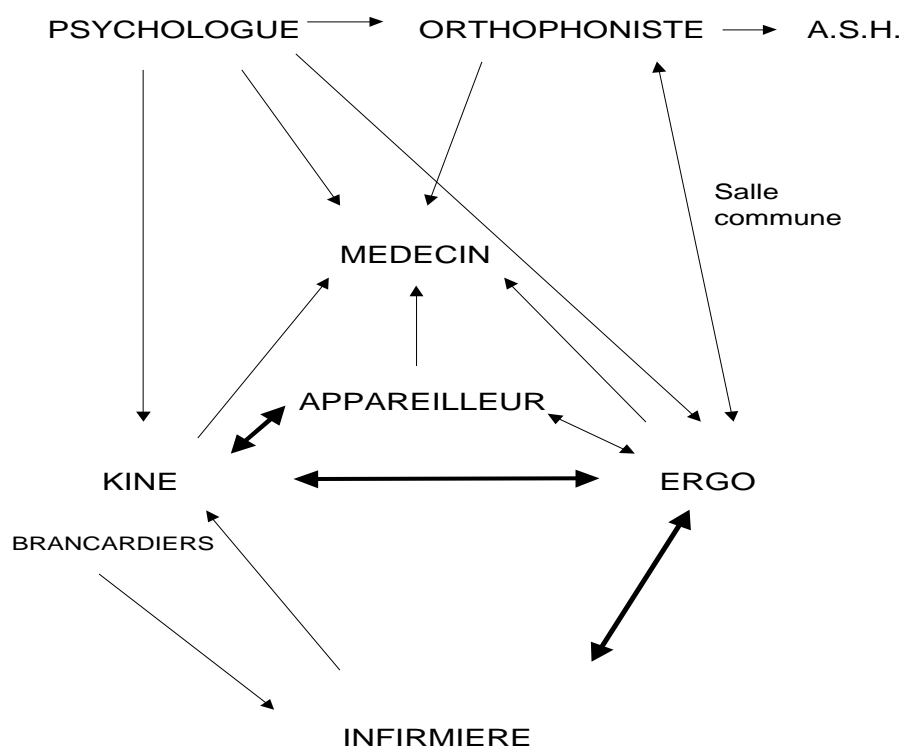 PSYCHOLOGUE ORTHOPHONISTE A.S.H.
Salle
commune
MEDECIN
APPAREILLEUR
KINE ERGO
BRANCARDIERS
INFIRMIERE